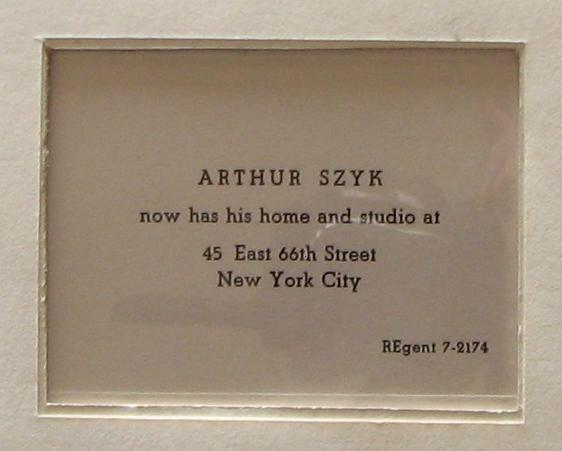 ARTHUR SZYK
now has his home and studio at
45 East 66th Street
New York City
REgent 7-2174